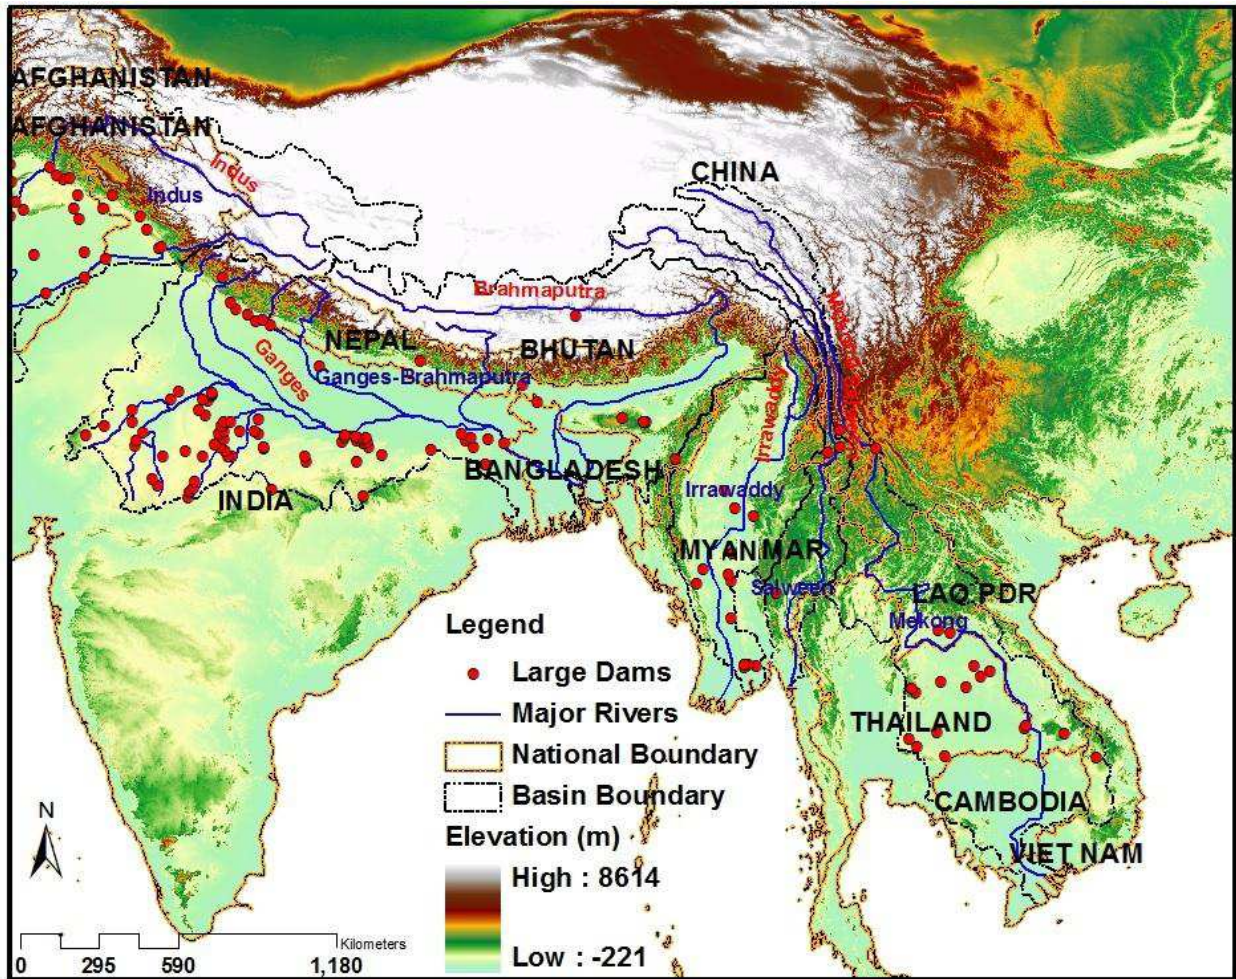 AFGHANISTAN
AFGHANISTAN
CHINA
Indus
Indus
Brahmaputra
NEPAL
BHUTAN
Ganges
Ganges-Brahmaputra
Irrawaddy
BANGLADESH
INDIA
Irrawaddy
MYANMAR
Salween
LAO PDR
Mekong
THAILAND
CAMBODIA
VIET NAM
Legend
Large Dams
Major Rivers
National Boundary
Basin Boundary
Elevation (m)
High : 8614
Low : -221
N
Kilometers
0 295 590 1,180